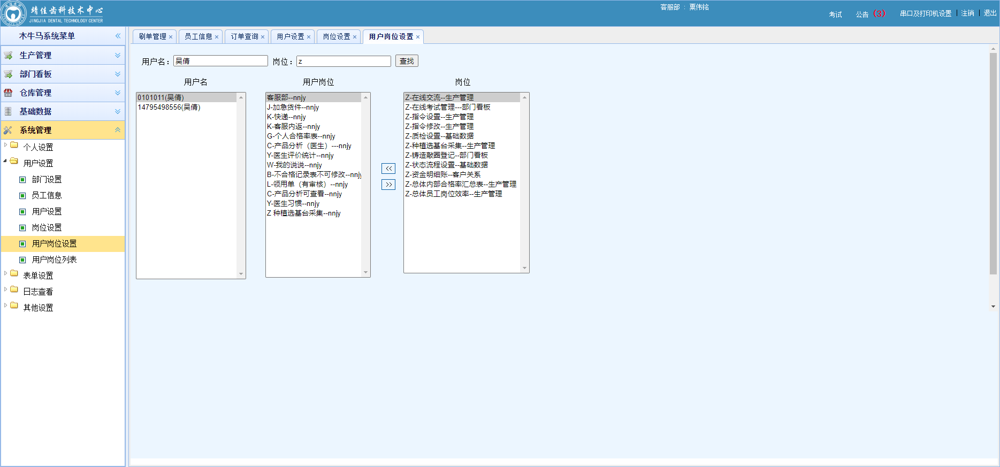 靖佳齿科技术中心
JINGJIA DENTAL TECHNOLOGY CENTER
客服部 : 粟伟铭
考试 公告 (3) 串口及打印机设置 | 注销 | 退出
木牛马系统菜单
生产管理
部门看板
仓库管理
基础数据
系统管理
个人设置
用户设置
部门设置
员工信息
用户设置
岗位设置
用户岗位设置
用户岗位列表
表单设置
日志查看
其他设置
刷单管理 × 员工信息 × 订单查询 × 用户设置 × 岗位设置 × 用户岗位设置 ×
用户名: 吴倩 岗位: z 查找
用户名
0101011(吴倩)
14795498556(吴倩)
用户岗位
客服部--nnjy
J-加急货件--nnjy
K-快递--nnjy
K-客服内返--nnjy
G-个人合格率表--nnjy
C-产品分析（医生）---nnjy
Y-医生评价统计--nnjy
W-我的说说--nnjy
B-不合格记录表不可修改--nnjy
L-领用单（有审核）--nnjy
C-产品分析可查看--nnjy
Y-医生习惯--nnjy
Z 种植选基台采集--nnjy
<<
>>
岗位
Z-在线交流--生产管理
Z-在线考试管理---部门看板
Z-指令设置--生产管理
Z-指令修改--生产管理
Z-质检设置--基础数据
Z-种植选基台采集--生产管理
Z-铸造敲圈登记--部门看板
Z-状态流程设置--基础数据
Z-资金明细账--客户关系
Z-总体内部合格率汇总表--生产管理
Z-总体员工岗位效率--生产管理